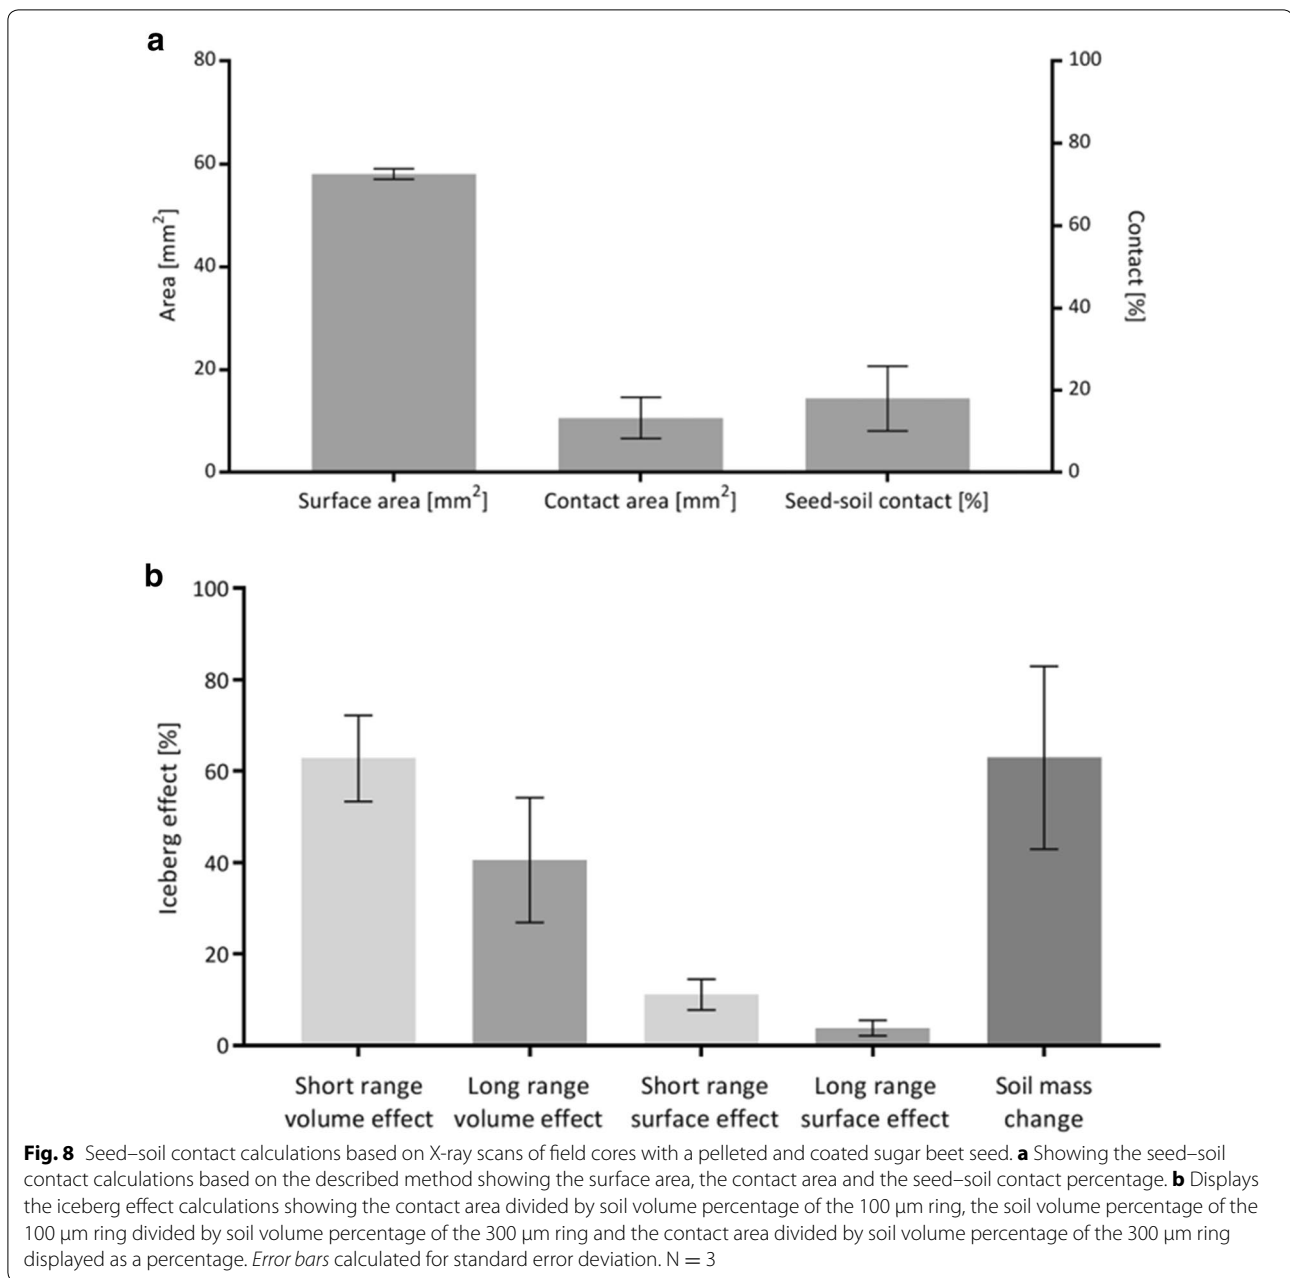 a
80
60
40
20
0
Area [mm²]
100
80
60
40
20
0
Contact [%]
Surface area [mm²] Contact area [mm²] Seed-soil contact [%]
b
100
80
60
40
20
0
Iceberg effect [%]
Short range Long range Short range Long range Soil mass
volume effect volume effect surface effect surface effect change
Fig. 8 Seed–soil contact calculations based on X-ray scans of field cores with a pelleted and coated sugar beet seed. a Showing the seed–soil
contact calculations based on the described method showing the surface area, the contact area and the seed–soil contact percentage. b Displays
the iceberg effect calculations showing the contact area divided by soil volume percentage of the 100 μm ring, the soil volume percentage of the
100 μm ring divided by soil volume percentage of the 300 μm ring and the contact area divided by soil volume percentage of the 300 μm ring
displayed as a percentage. Error bars calculated for standard error deviation. N = 3